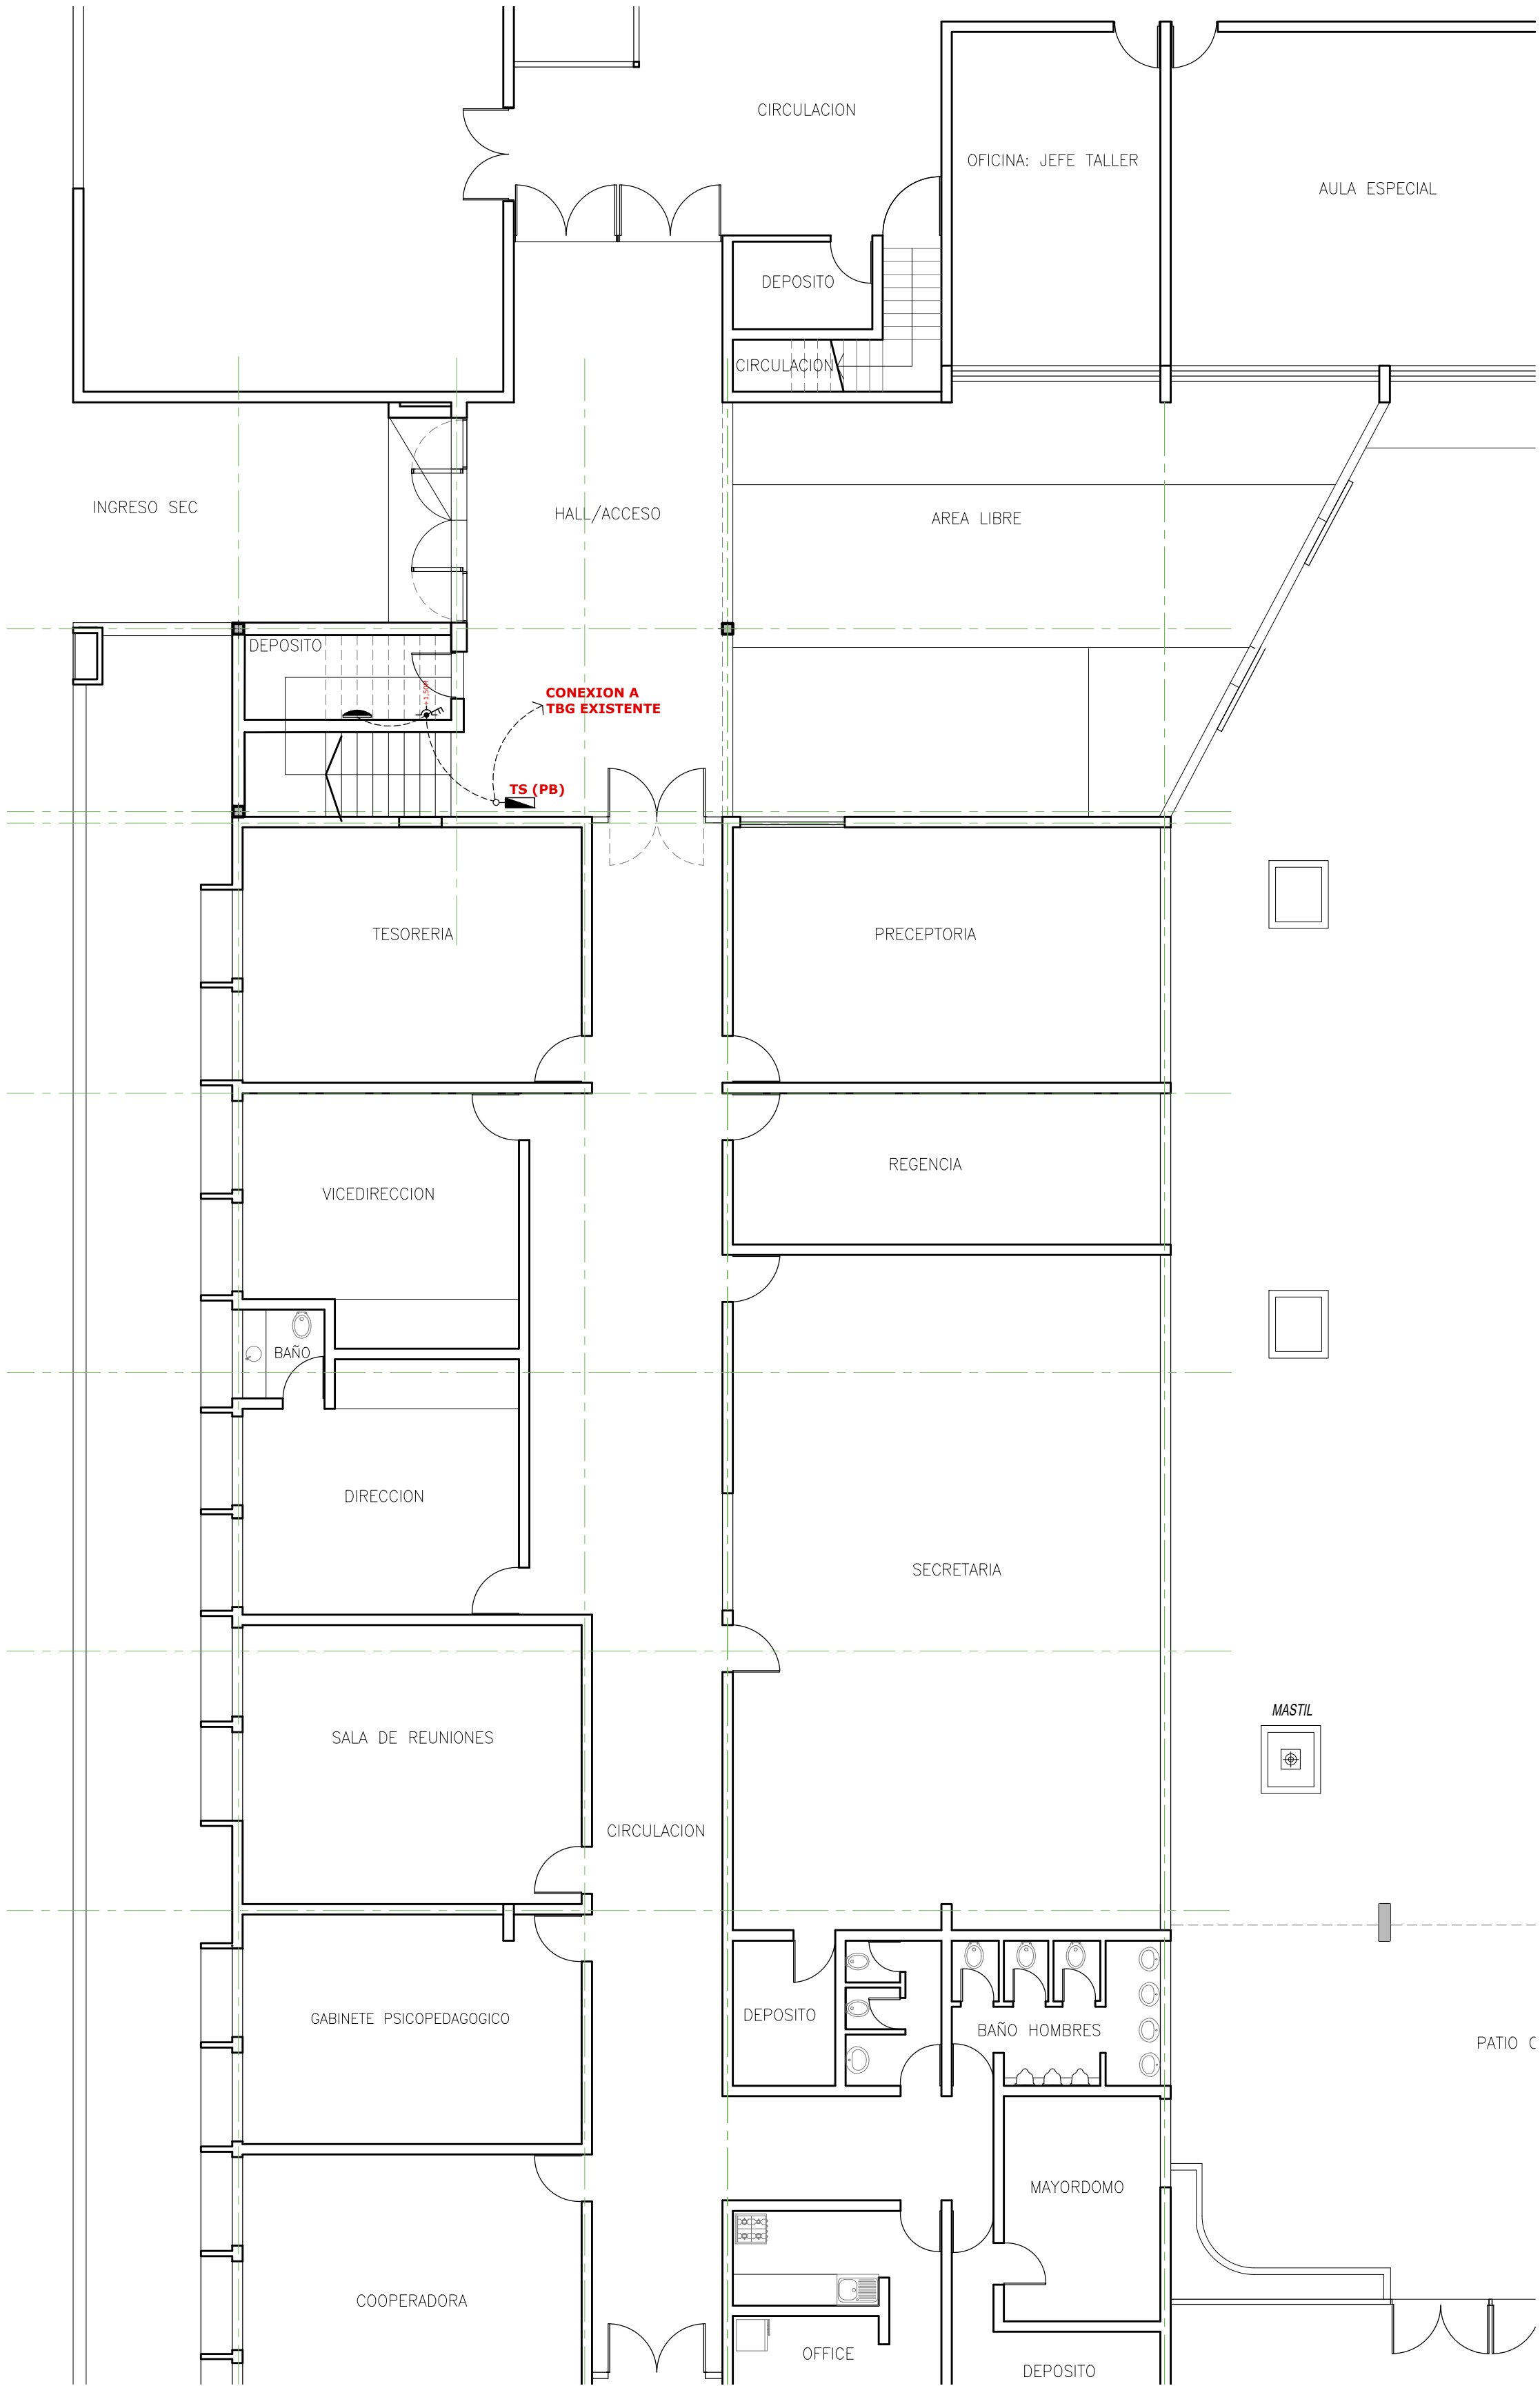 CIRCULACION
OFICINA: JEFE TALLER
AULA ESPECIAL
DEPOSITO
CIRCULACION
INGRESO SEC
HALL/ACCESO
AREA LIBRE
DEPOSITO
+1,50M
CONEXION A
TBG EXISTENTE
TS (PB)
TESORERIA
PRECEPTORIA
REGENCIA
VICEDIRECCION
BAÑO
DIRECCION
SECRETARIA
MASTIL
SALA DE REUNIONES
CIRCULACION
GABINETE PSICOPEDAGOGICO
DEPOSITO
BAÑO HOMBRES
PATIO C
MAYORDOMO
COOPERADORA
OFFICE
DEPOSITO